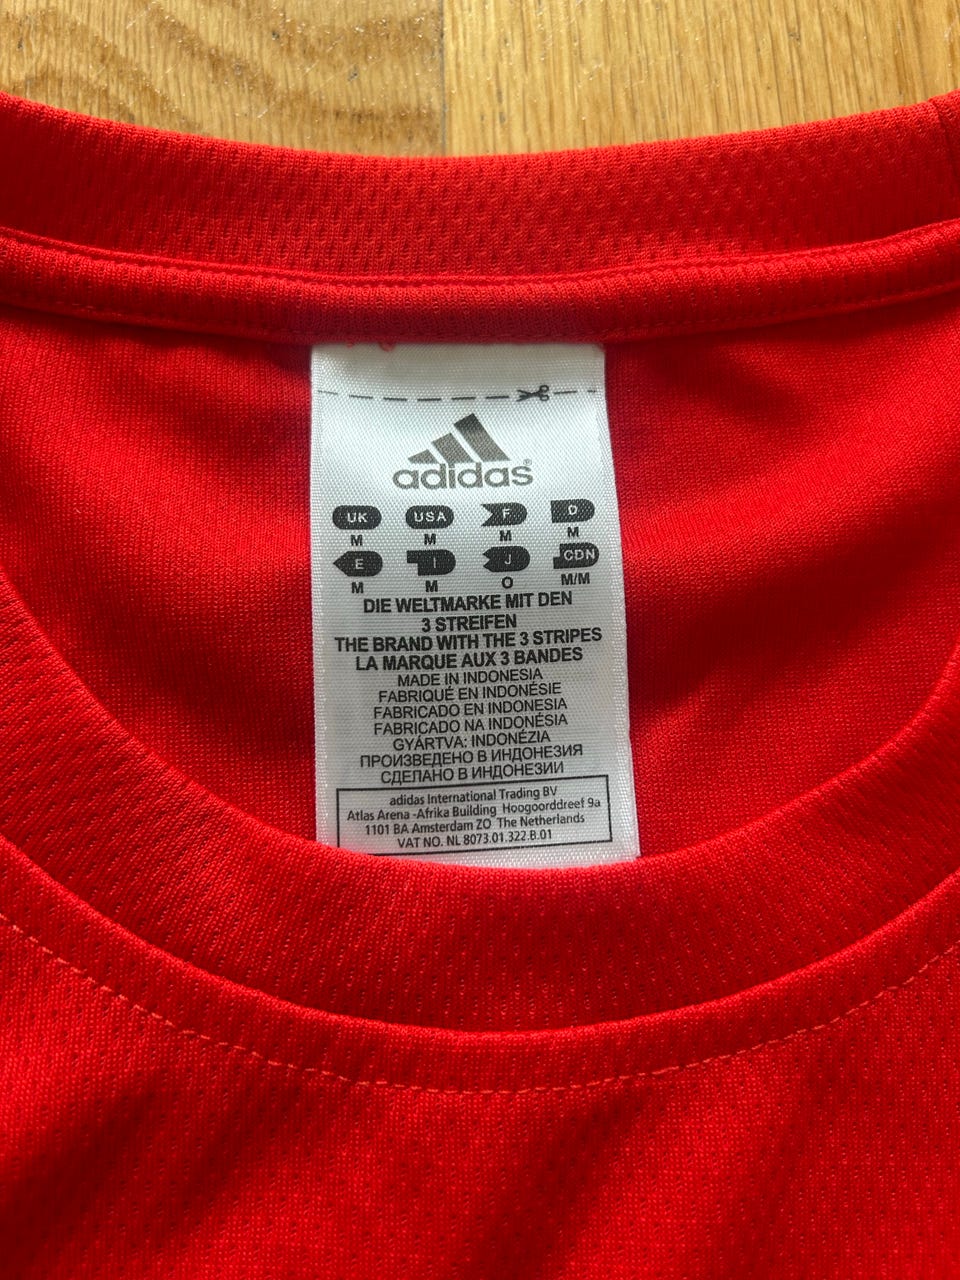 adidas®
UK USA F D
M M M M
E I J CDN
M M O M/M
DIE WELTMARKE MIT DEN
3 STREIFEN
THE BRAND WITH THE 3 STRIPES
LA MARQUE AUX 3 BANDES
MADE IN INDONESIA
FABRIQUÉ EN INDONÉSIE
FABRICADO EN INDONESIA
FABRICADO NA INDONÉSIA
GYÁRTVA: INDONÉZIA
ПРОИЗВЕДЕНО В ИНДОНЕЗИЯ
СДЕЛАНО В ИНДОНЕЗИИ
adidas International Trading BV
Atlas Arena -Afrika Building Hoogoorddreef 9a
1101 BA Amsterdam ZO The Netherlands
VAT NO. NL 8073.01.322.B.01